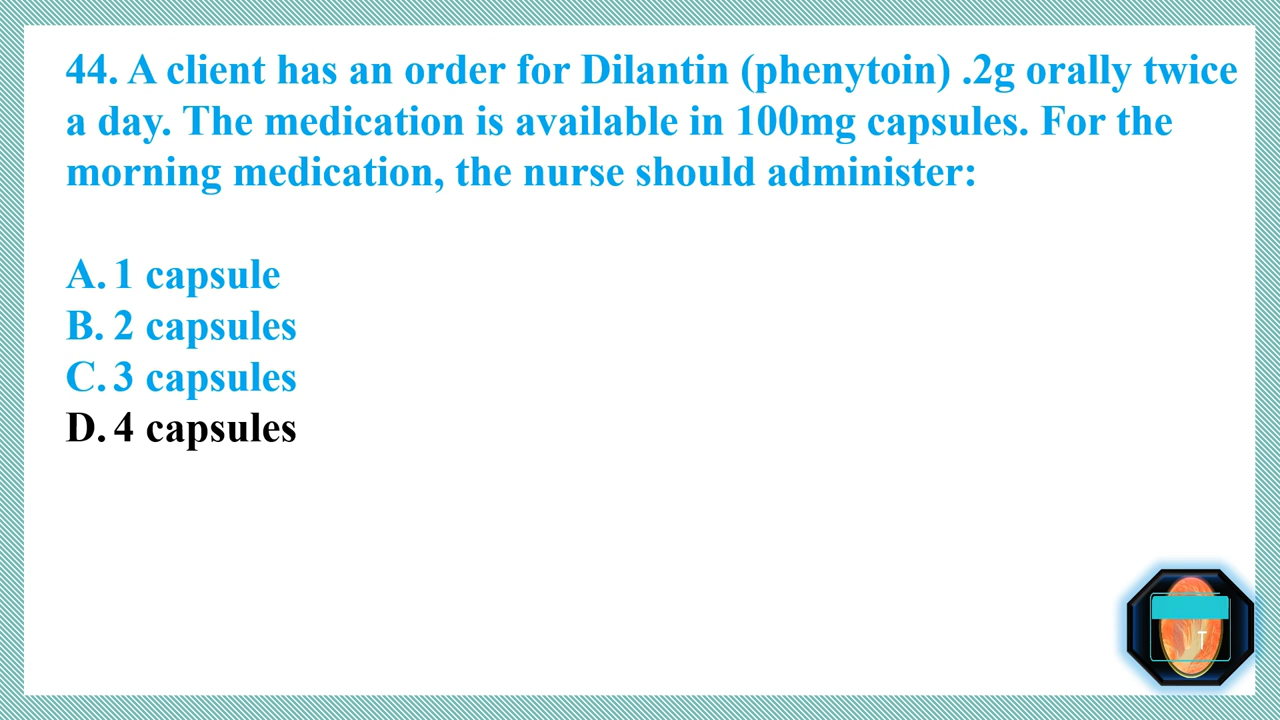 44. A client has an order for Dilantin (phenytoin) .2g orally twice
a day. The medication is available in 100mg capsules. For the
morning medication, the nurse should administer:
A. 1 capsule
B. 2 capsules
C. 3 capsules
D. 4 capsules
T